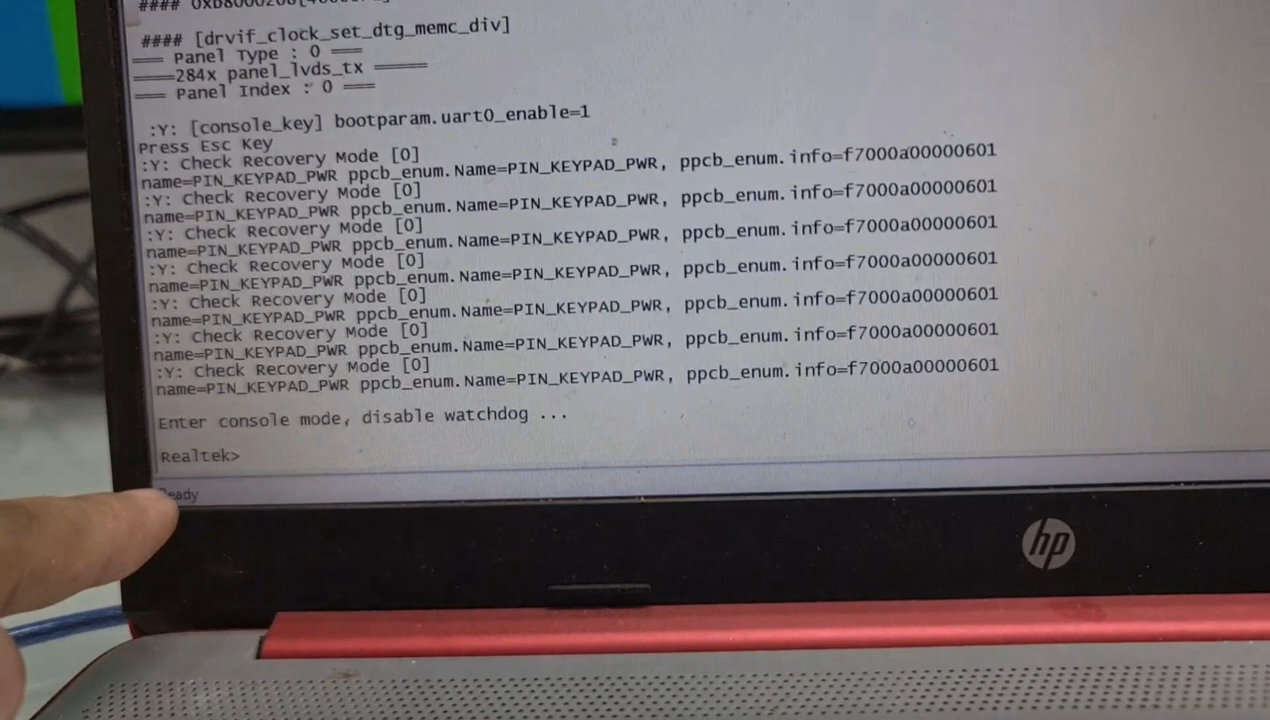 #### [drvif_clock_set_dtg_memc_div]
=== Panel Type : 0 ===
=====284x panel_lvds_tx =====
=== Panel Index : 0 ===
:Y: [console_key] bootparam.uart0_enable=1
Press Esc Key
:Y: Check Recovery Mode [0]
name=PIN_KEYPAD_PWR ppcb_enum.Name=PIN_KEYPAD_PWR, ppcb_enum.info=f7000a00000601
:Y: Check Recovery Mode [0]
name=PIN_KEYPAD_PWR ppcb_enum.Name=PIN_KEYPAD_PWR, ppcb_enum.info=f7000a00000601
:Y: Check Recovery Mode [0]
name=PIN_KEYPAD_PWR ppcb_enum.Name=PIN_KEYPAD_PWR, ppcb_enum.info=f7000a00000601
:Y: Check Recovery Mode [0]
name=PIN_KEYPAD_PWR ppcb_enum.Name=PIN_KEYPAD_PWR, ppcb_enum.info=f7000a00000601
:Y: Check Recovery Mode [0]
name=PIN_KEYPAD_PWR ppcb_enum.Name=PIN_KEYPAD_PWR, ppcb_enum.info=f7000a00000601
:Y: Check Recovery Mode [0]
name=PIN_KEYPAD_PWR ppcb_enum.Name=PIN_KEYPAD_PWR, ppcb_enum.info=f7000a00000601
:Y: Check Recovery Mode [0]
name=PIN_KEYPAD_PWR ppcb_enum.Name=PIN_KEYPAD_PWR, ppcb_enum.info=f7000a00000601
Enter console mode, disable watchdog ...
Realtek>
Ready
hp